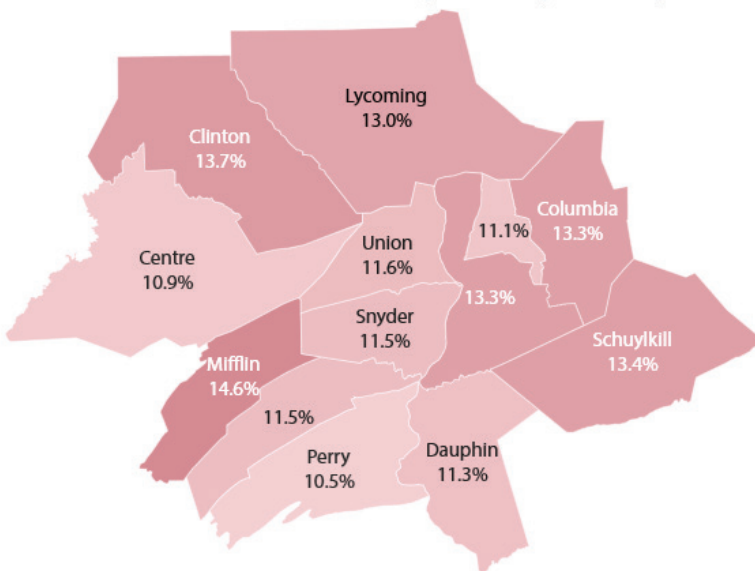 Lycoming
13.0%
Clinton
13.7%
Columbia
13.3%
11.1%
Union
11.6%
Centre
10.9%
13.3%
Snyder
11.5%
Schuylkill
13.4%
Mifflin
14.6%
11.5%
Perry
10.5%
Dauphin
11.3%